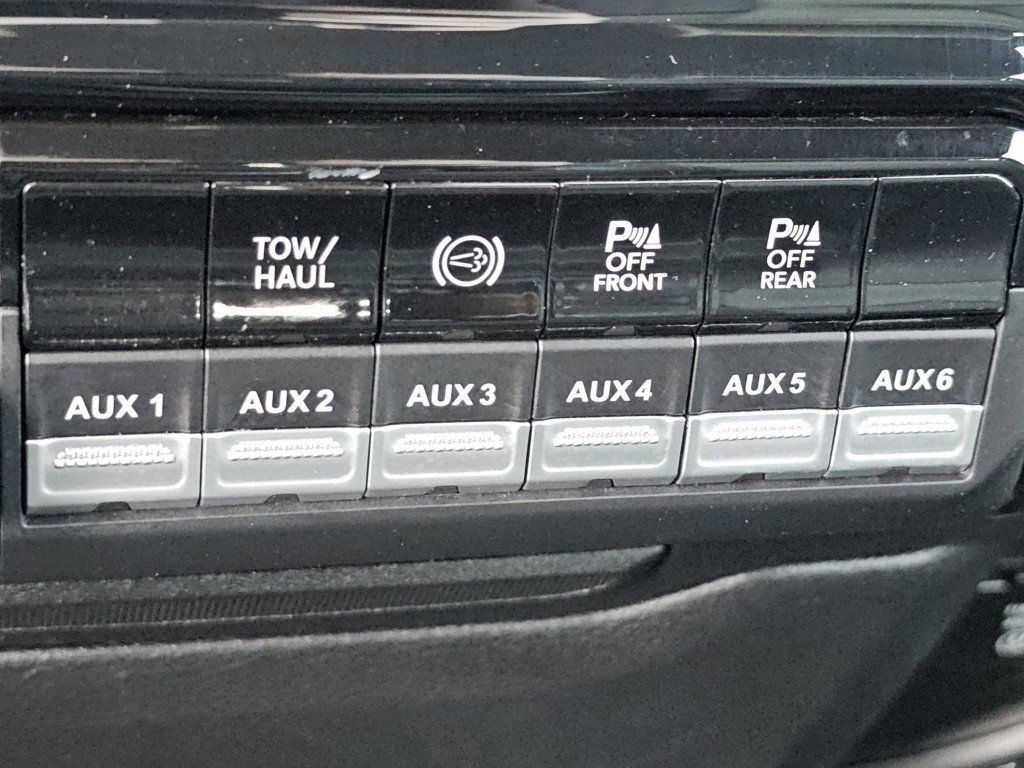 TOW/
HAUL
P
OFF
FRONT
P
OFF
REAR
AUX 1
AUX 2
AUX 3
AUX 4
AUX 5
AUX 6